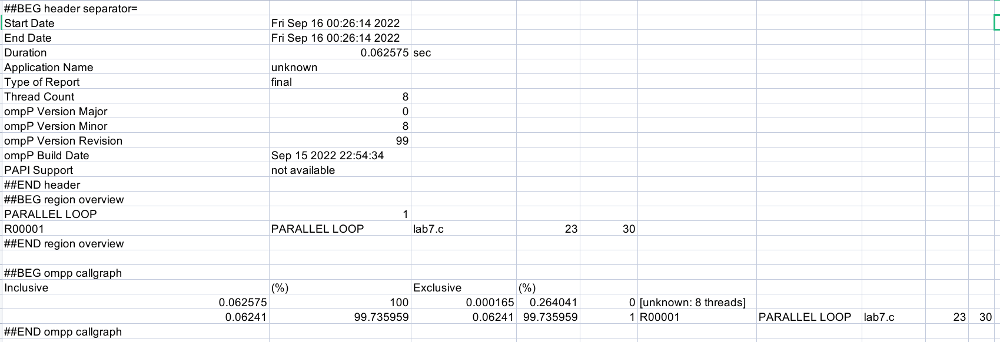 ##BEG header separator=
Start Date Fri Sep 16 00:26:14 2022
End Date Fri Sep 16 00:26:14 2022
Duration 0.062575 sec
Application Name unknown
Type of Report final
Thread Count 8
ompP Version Major 0
ompP Version Minor 8
ompP Version Revision 99
ompP Build Date Sep 15 2022 22:54:34
PAPI Support not available
##END header
##BEG region overview
PARALLEL LOOP 1
R00001 PARALLEL LOOP lab7.c 23 30
##END region overview
##BEG ompp callgraph
Inclusive (%) Exclusive (%)
0.062575 100 0.000165 0.264041 0 [unknown: 8 threads]
0.06241 99.735959 0.06241 99.735959 1 R00001 PARALLEL LOOP lab7.c 23 30
##END ompp callgraph